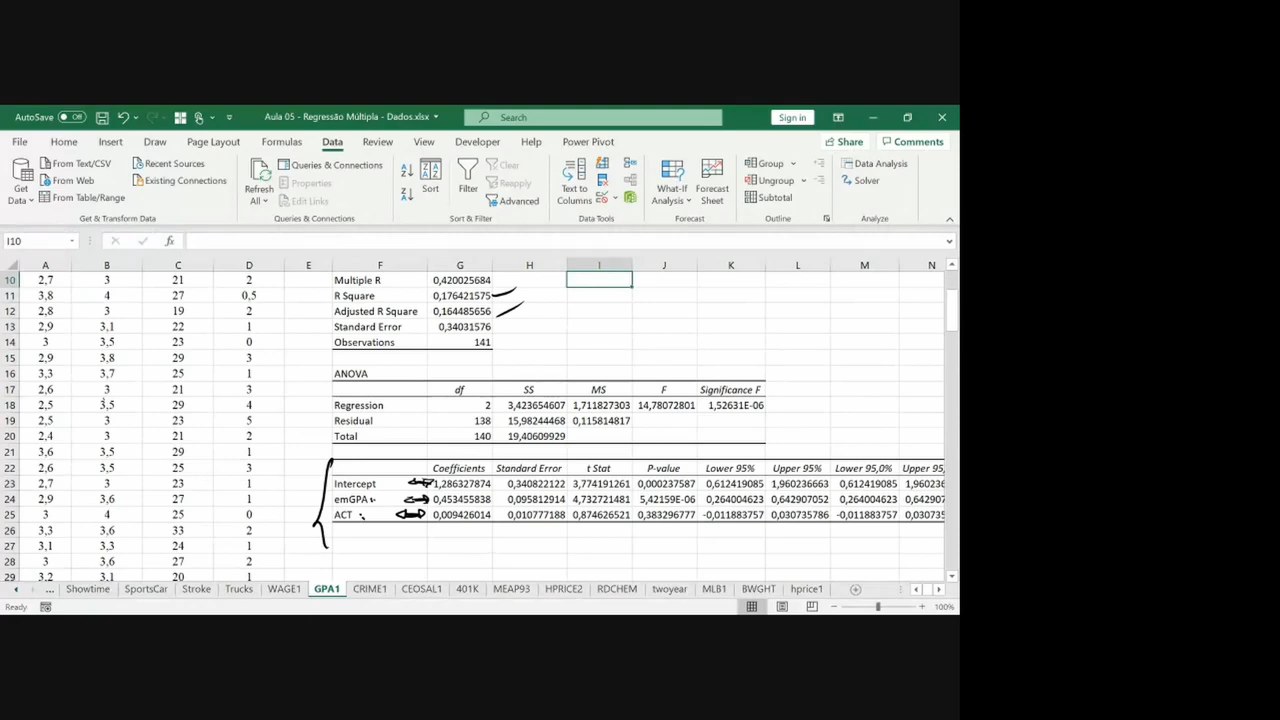 AutoSave Off Aula 05 - Regressão Múltipla - Dados.xlsx Search Sign in
File Home Insert Draw Page Layout Formulas Data Review View Developer Help Power Pivot Share Comments
Get Data From Text/CSV From Web From Table/Range Recent Sources Existing Connections Refresh All Queries & Connections Properties Edit Links Sort Filter Clear Reapply Advanced Text to Columns What-If Analysis Forecast Sheet Group Ungroup Subtotal Data Analysis Solver
Get & Transform Data Queries & Connections Sort & Filter Data Tools Forecast Outline Analyze
I10 fx
A B C D E F G H I J K L M N
10 2,7 3 21 2 Multiple R 0,420025684
11 3,8 4 27 0,5 R Square 0,176421575
12 2,8 3 19 2 Adjusted R Square 0,164485656
13 2,9 3,1 22 1 Standard Error 0,34031576
14 3 3,5 23 0 Observations 141
15 2,9 3,8 29 3
16 3,3 3,7 25 1 ANOVA
17 2,6 3 21 3 df SS MS F Significance F
18 2,5 3,5 29 4 Regression 2 3,423654607 1,711827303 14,78072801 1,52631E-06
19 2,5 3 23 5 Residual 138 15,98244468 0,115814817
20 2,4 3 21 2 Total 140 19,40609929
21 3,6 3,5 29 1
22 2,6 3,5 25 3 Coefficients Standard Error t Stat P-value Lower 95% Upper 95% Lower 95,0% Upper 95,
23 2,7 3 23 1 Intercept 1,286327874 0,340822122 3,774191261 0,000237587 0,612419085 1,960236663 0,612419085 1,960236
24 2,9 3,6 27 1 emGPA 0,453455838 0,095812914 4,732721481 5,42159E-06 0,264004623 0,642907052 0,264004623 0,642907
25 3 4 25 0 ACT 0,009426014 0,010777188 0,874626521 0,383296777 -0,011883757 0,030735786 -0,011883757 0,030735
26 3,3 3,6 33 2
27 3,1 3,3 24 1
28 3 3,6 27 2
29 3,2 3,1 20 1
... Showtime SportsCar Stroke Trucks WAGE1 GPA1 CRIME1 CEOSAL1 401K MEAP93 HPRICE2 RDCHEM twoyear MLB1 BWGHT hprice1
Ready 100%